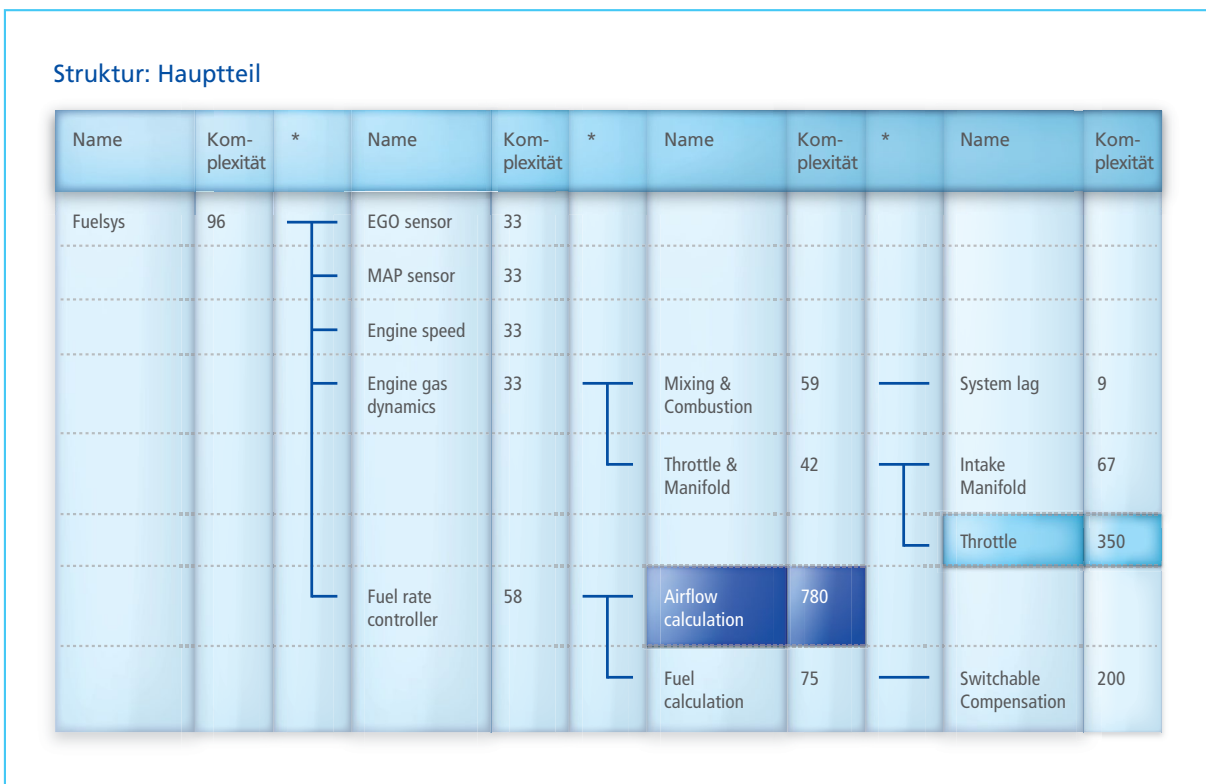 Struktur: Hauptteil
Name Kom- * Name Kom- * Name Kom- * Name Kom-
plexität plexität plexität plexität
Fuelsys 96 EGO sensor 33
MAP sensor 33
Engine speed 33
Engine gas 33 Mixing & 59 System lag 9
dynamics Combustion
Throttle & 42 Intake 67
Manifold Manifold
Throttle 350
Fuel rate 58 Airflow 780
controller calculation
Fuel 75 Switchable 200
calculation Compensation